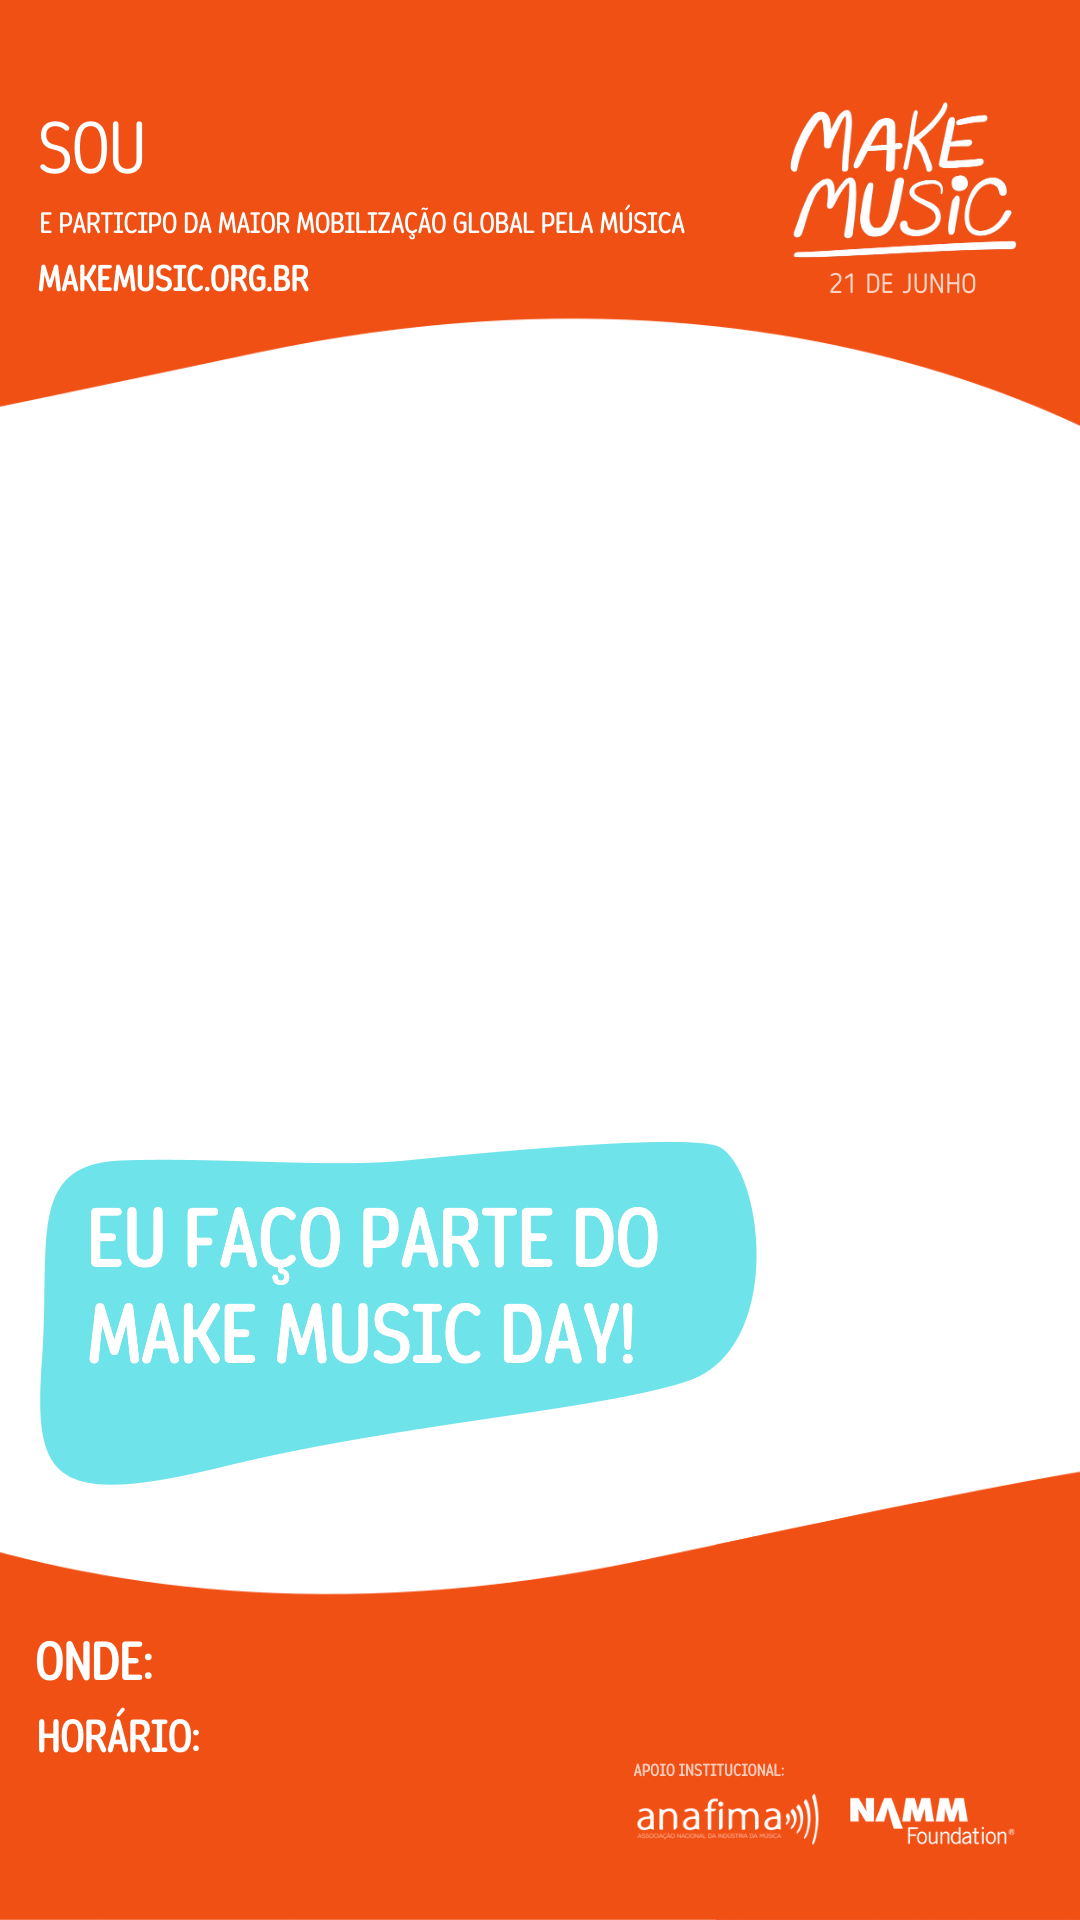 SOU
E PARTICIPO DA MAIOR MOBILIZAÇÃO GLOBAL PELA MÚSICA
MAKEMUSIC.ORG.BR
MAKE
MUSiC
21 DE JUNHO
EU FAÇO PARTE DO
MAKE MUSIC DAY!
ONDE:
HORÁRIO:
APOIO INSTITUCIONAL:
anafima
ASSOCIAÇÃO NACIONAL DA INDÚSTRIA DA MÚSICA
NAMM
Foundation®